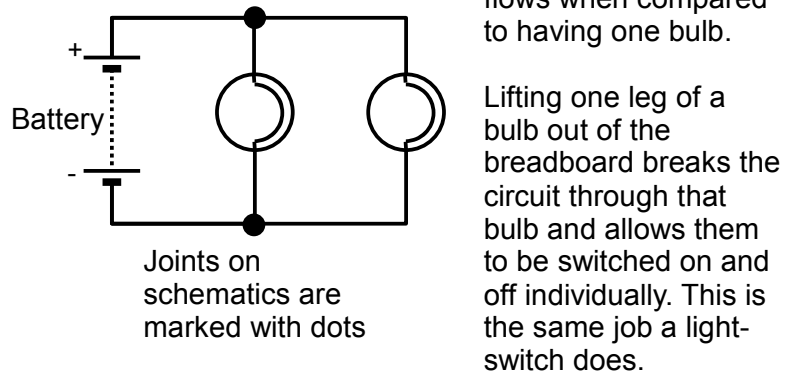 +
Battery
-
Joints on
schematics are
marked with dots
flows when compared
to having one bulb.
Lifting one leg of a
bulb out of the
breadboard breaks the
circuit through that
bulb and allows them
to be switched on and
off individually. This is
the same job a light-
switch does.